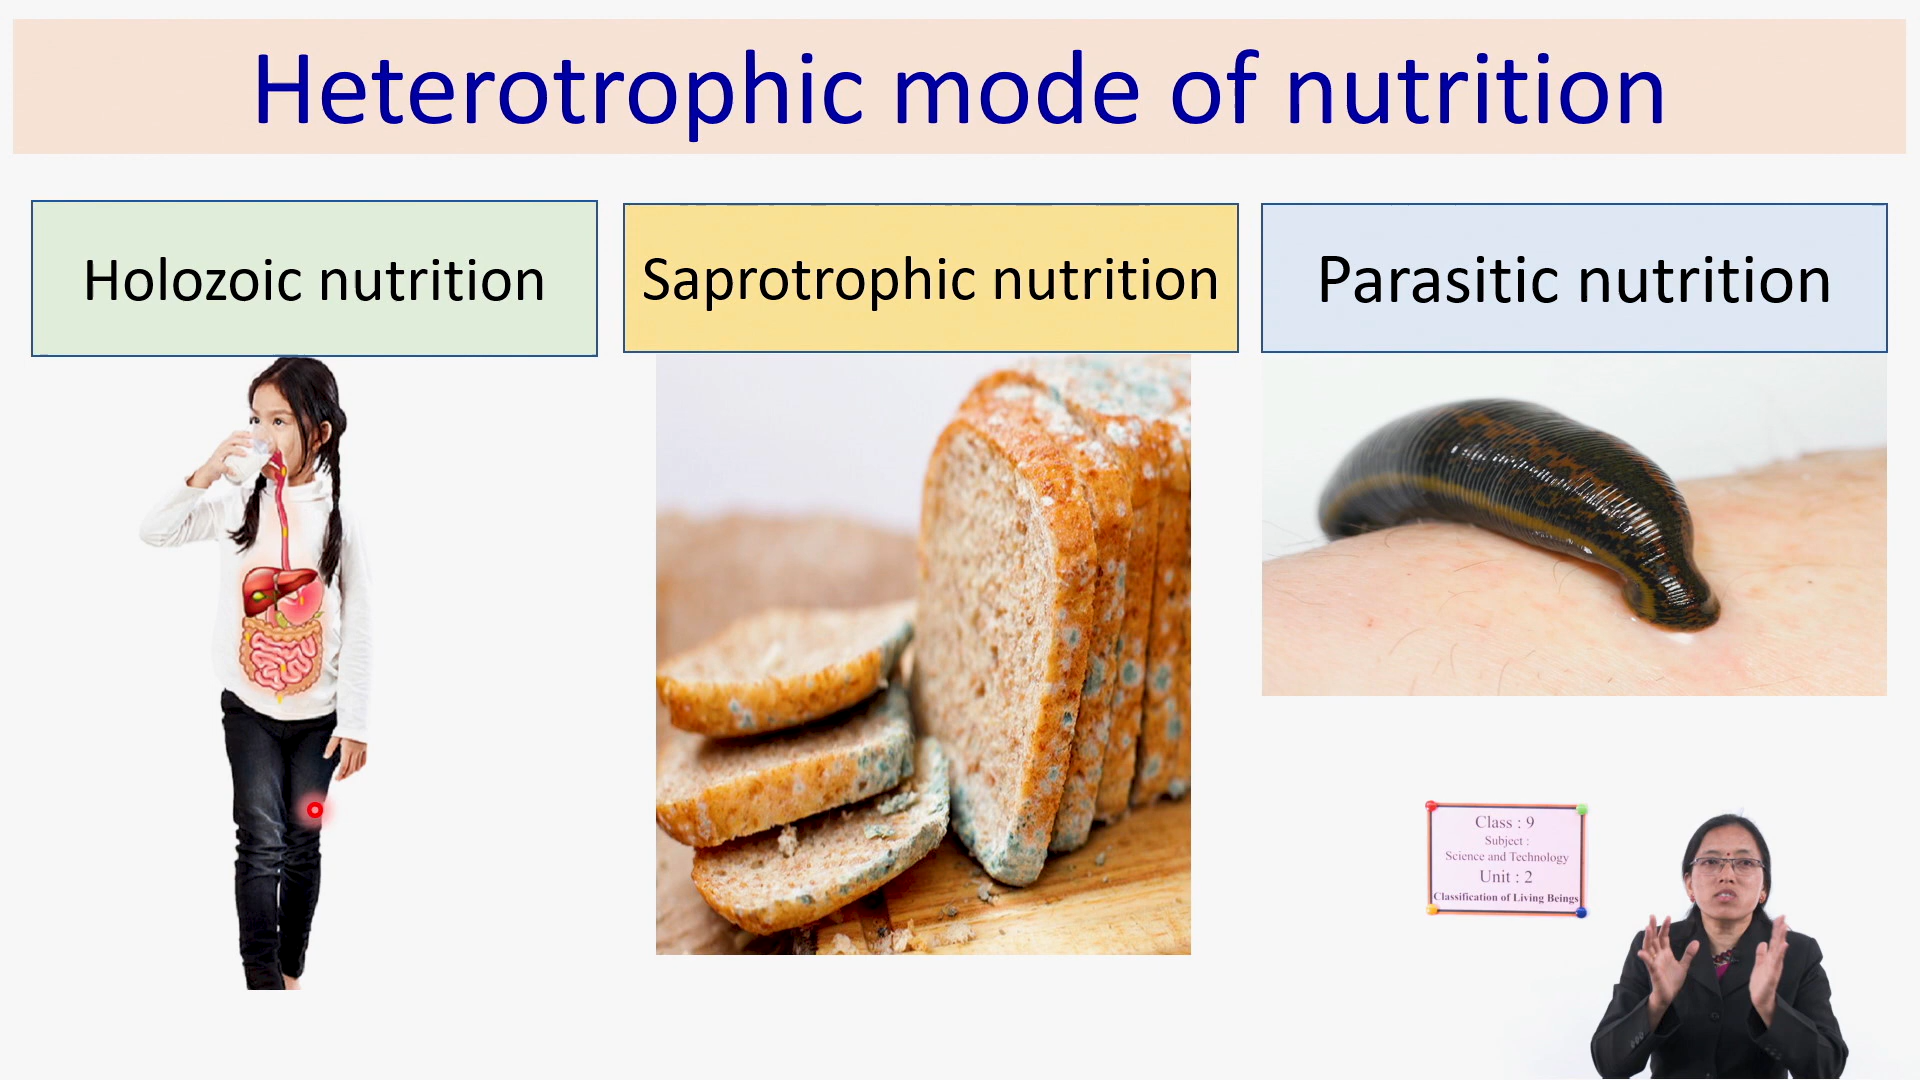 Heterotrophic mode of nutrition
Holozoic nutrition
Saprotrophic nutrition
Parasitic nutrition
Class : 9
Subject :
Science and Technology
Unit : 2
Classification of Living Beings